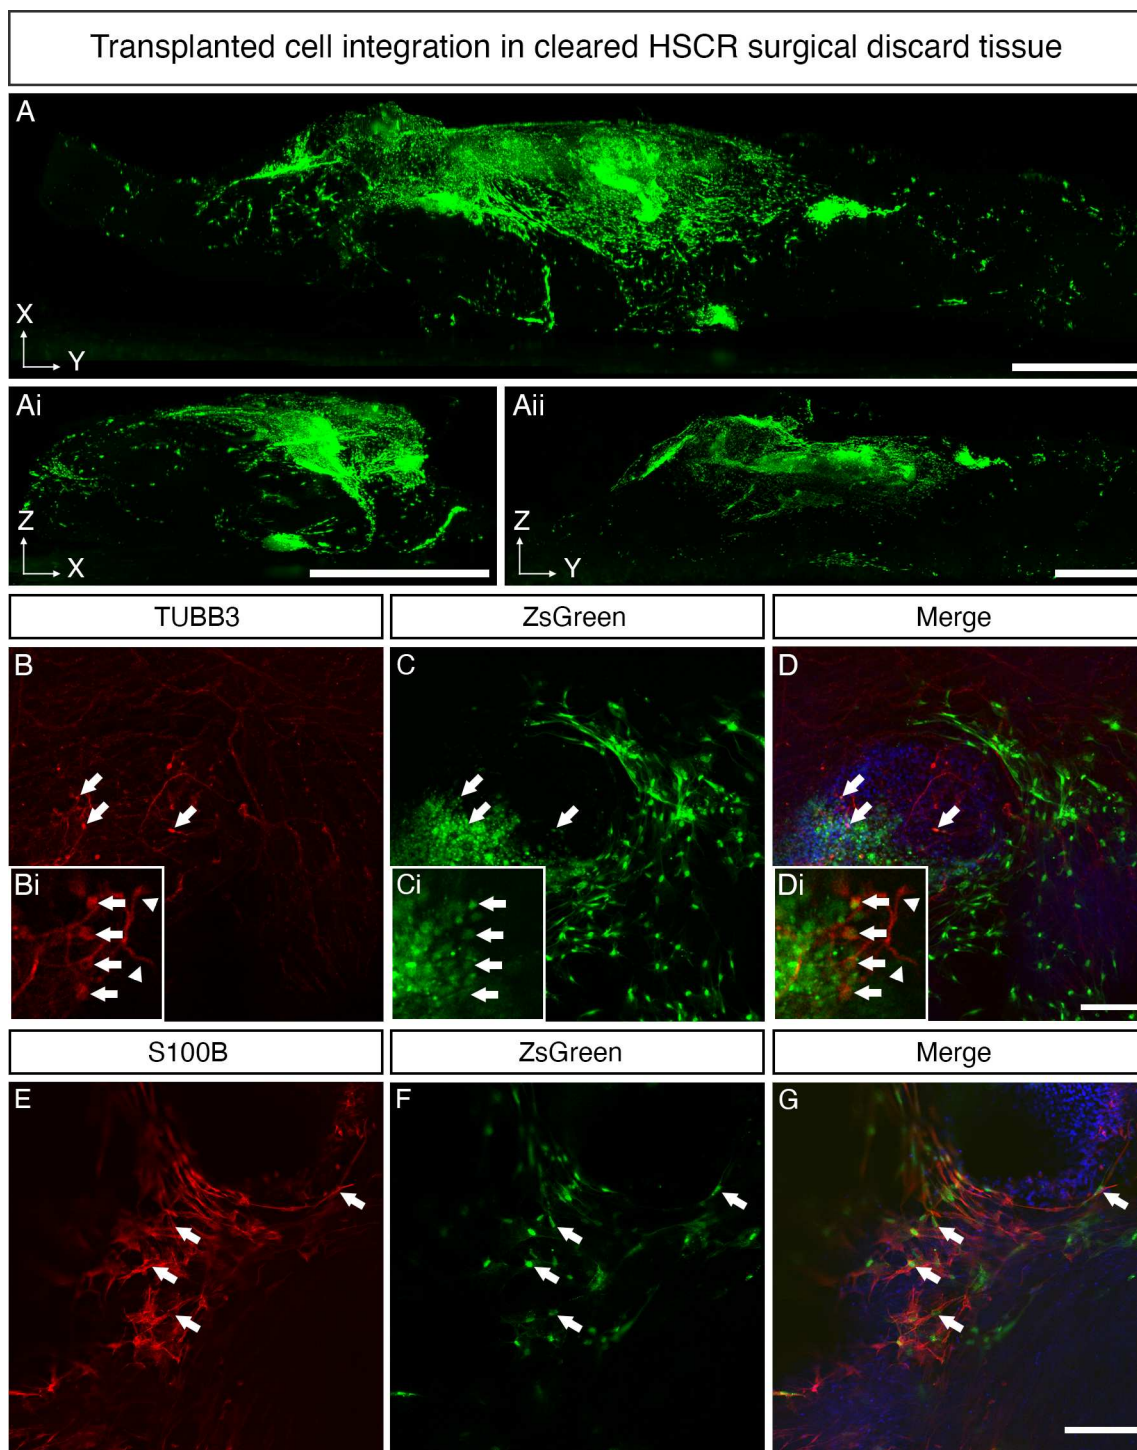 Transplanted cell integration in cleared HSCR surgical discard tissue
A
X
Y
Ai
Z
X
Aii
Z
Y
TUBB3
ZsGreen
Merge
B
C
D
Bi
Ci
Di
S100B
ZsGreen
Merge
E
F
G